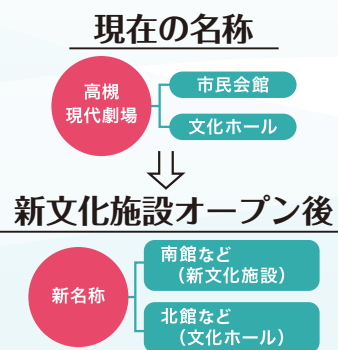 現在の名称
高槻
現代劇場
市民会館
文化ホール
新文化施設オープン後
新名称
南館など
（新文化施設）
北館など
（文化ホール）